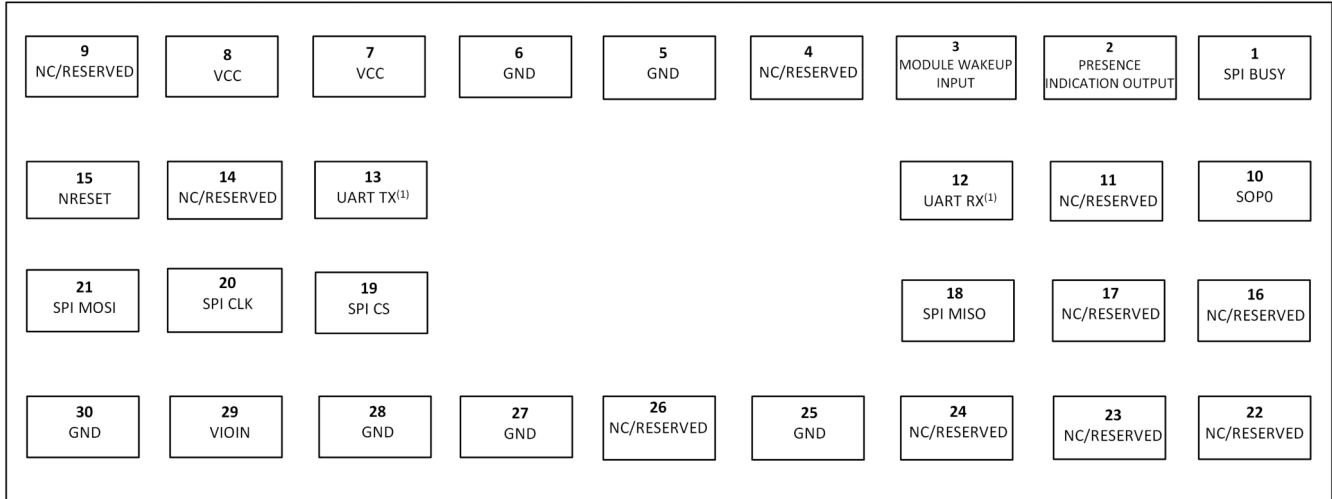 9
NC/RESERVED
8
VCC
7
VCC
6
GND
5
GND
4
NC/RESERVED
3
MODULE WAKEUP
INPUT
2
PRESENCE
INDICATION OUTPUT
1
SPI BUSY
15
NRESET
14
NC/RESERVED
13
UART TX(1)
12
UART RX(1)
11
NC/RESERVED
10
SOP0
21
SPI MOSI
20
SPI CLK
19
SPI CS
18
SPI MISO
17
NC/RESERVED
16
NC/RESERVED
30
GND
29
VIOIN
28
GND
27
GND
26
NC/RESERVED
25
GND
24
NC/RESERVED
23
NC/RESERVED
22
NC/RESERVED